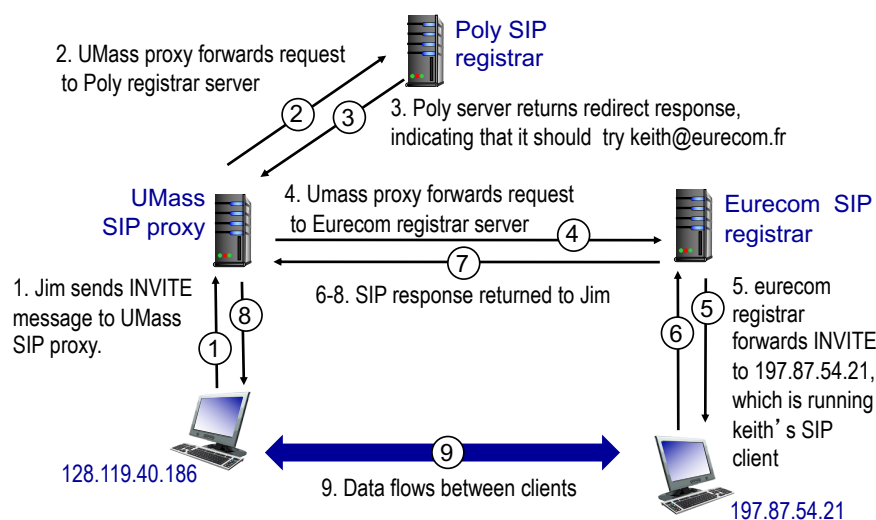 Poly SIP
registrar
2. UMass proxy forwards request
to Poly registrar server
2
3
3. Poly server returns redirect response,
indicating that it should try keith@eurecom.fr
UMass
SIP proxy
4. Umass proxy forwards request
to Eurecom registrar server
4
Eurecom SIP
registrar
7
6-8. SIP response returned to Jim
1. Jim sends INVITE
message to UMass
SIP proxy.
8
1
5
6
5. eurecom
registrar
forwards INVITE
to 197.87.54.21,
which is running
keith's SIP
client
9
128.119.40.186
9. Data flows between clients
197.87.54.21